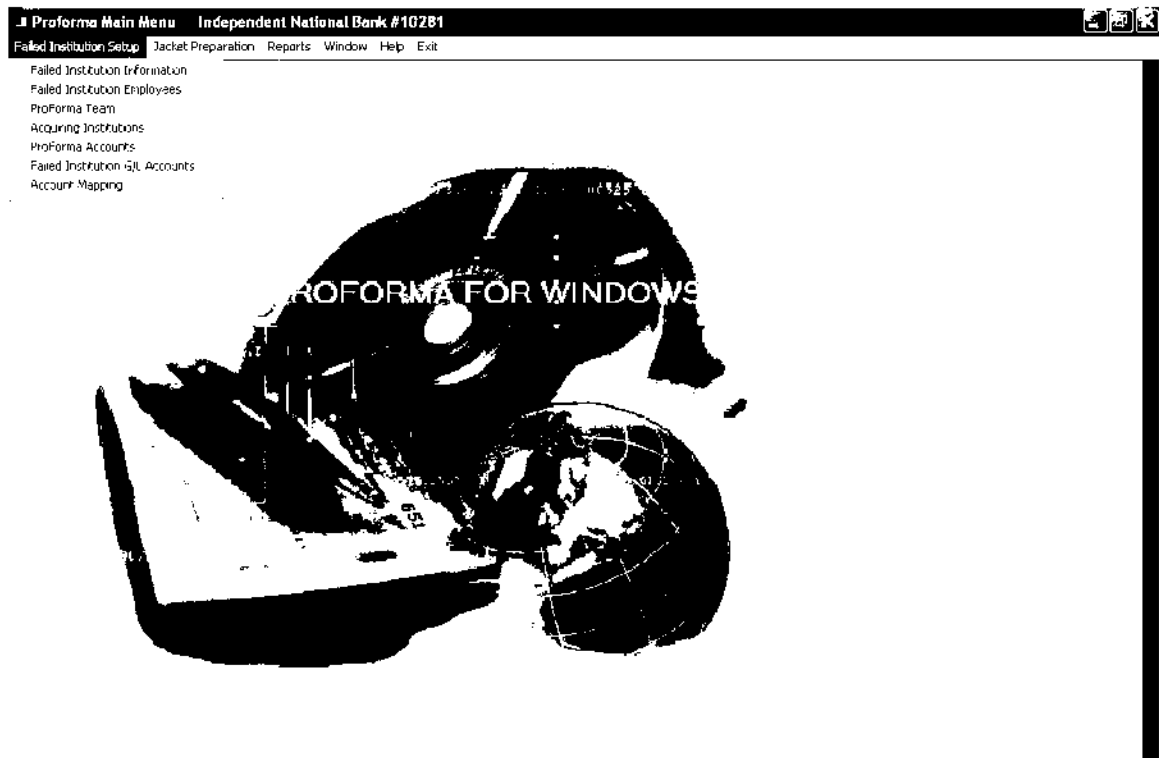 Proforma Main Menu Independent National Bank #10281
Failed Institution Setup Jacket Preparation Reports Window Help Exit
Failed Institution Information
Failed Institution Employees
ProForma Team
Acquiring Institutions
ProForma Accounts
Failed Institution G/L Accounts
Account Mapping
ROFORMA FOR WINDOWS
651